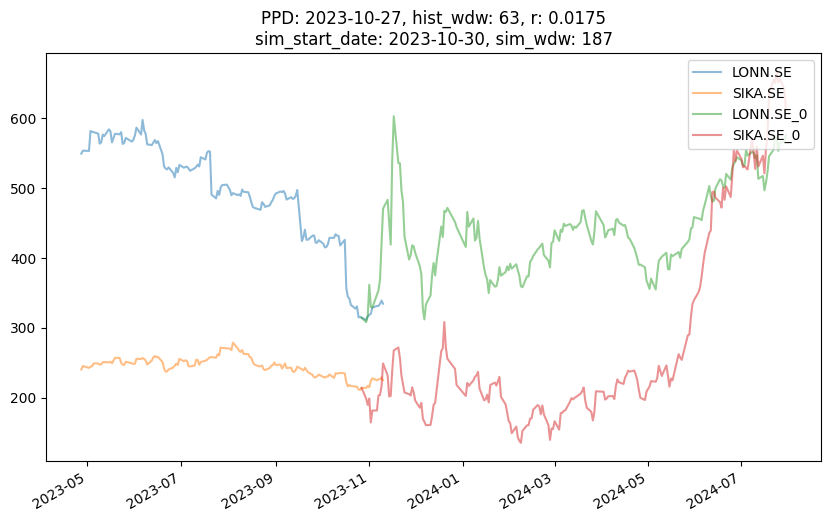 PPD: 2023-10-27, hist_wdw: 63, r: 0.0175
sim_start_date: 2023-10-30, sim_wdw: 187
LONN.SE
SIKA.SE
LONN.SE_0
SIKA.SE_0
600
500
400
300
200
2023-05
2023-07
2023-09
2023-11
2024-01
2024-03
2024-05
2024-07